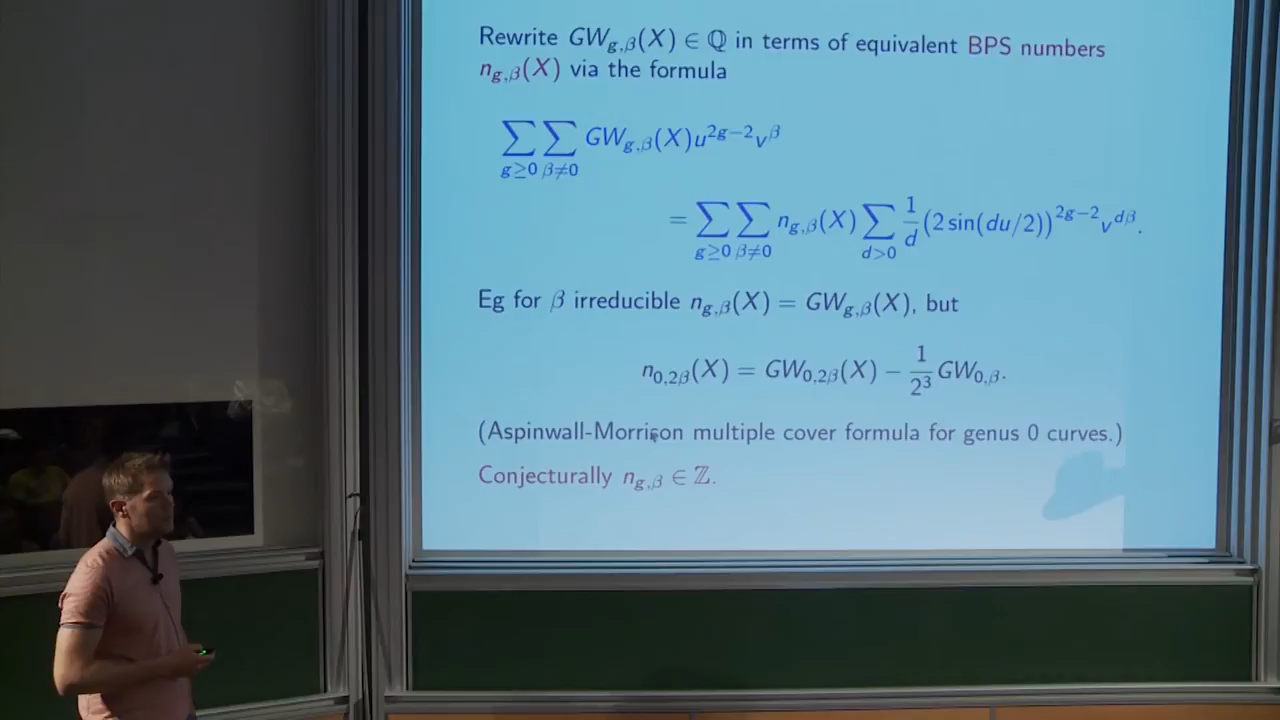 Rewrite GW_{g,β}(X) ∈ ℚ in terms of equivalent BPS numbers
n_{g,β}(X) via the formula
∑_{g≥0} ∑_{β≠0} GW_{g,β}(X)u^{2g−2}v^β
= ∑_{g≥0} ∑_{β≠0} n_{g,β}(X) ∑_{d>0} 1/d (2 sin(du/2))^{2g−2} v^{dβ}.
Eg for β irreducible n_{g,β}(X) = GW_{g,β}(X), but
n_{0,2β}(X) = GW_{0,2β}(X) − 1/2³ GW_{0,β}.
(Aspinwall-Morrison multiple cover formula for genus 0 curves.)
Conjecturally n_{g,β} ∈ ℤ.